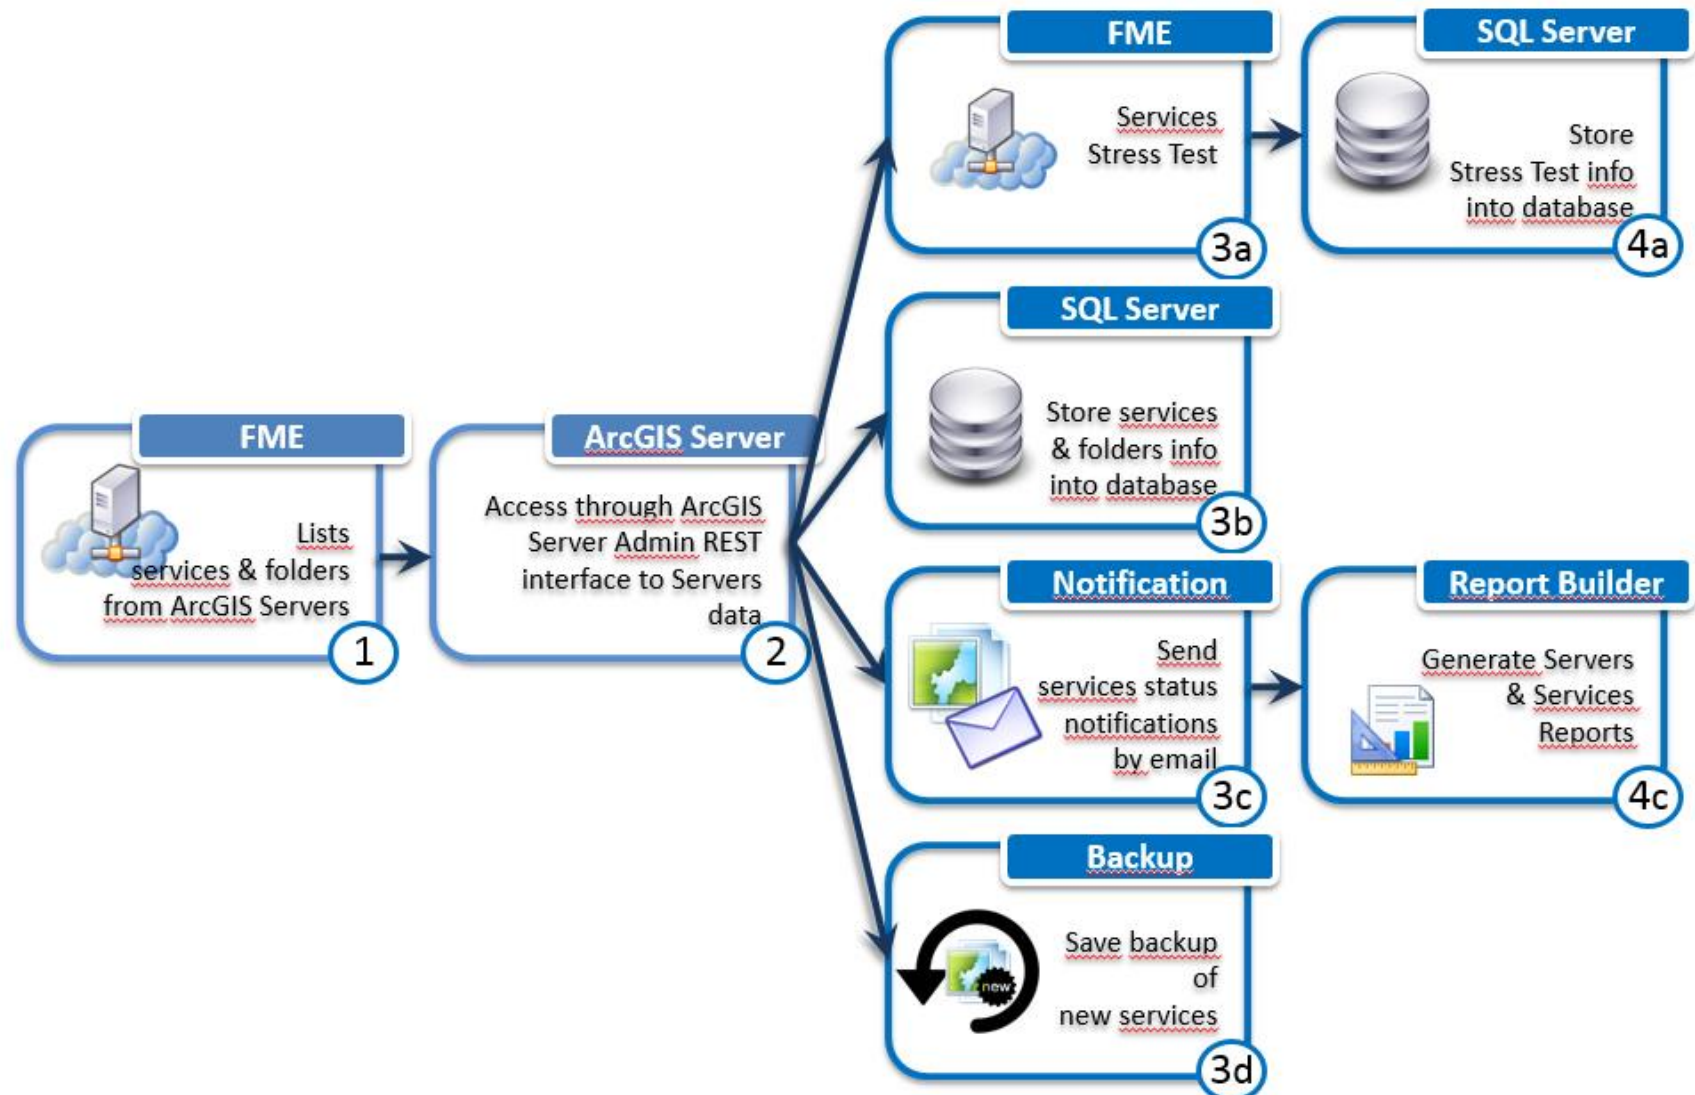 FME
Lists
services & folders
from ArcGIS Servers
1
ArcGIS Server
Access through ArcGIS
Server Admin REST
interface to Servers
data
2
FME
Services
Stress Test
3a
SQL Server
Store
Stress Test info
into database
4a
SQL Server
Store services
& folders info
into database
3b
Notification
Send
services status
notifications
by email
3c
Report Builder
Generate Servers
& Services
Reports
4c
Backup
new
Save backup
of
new services
3d